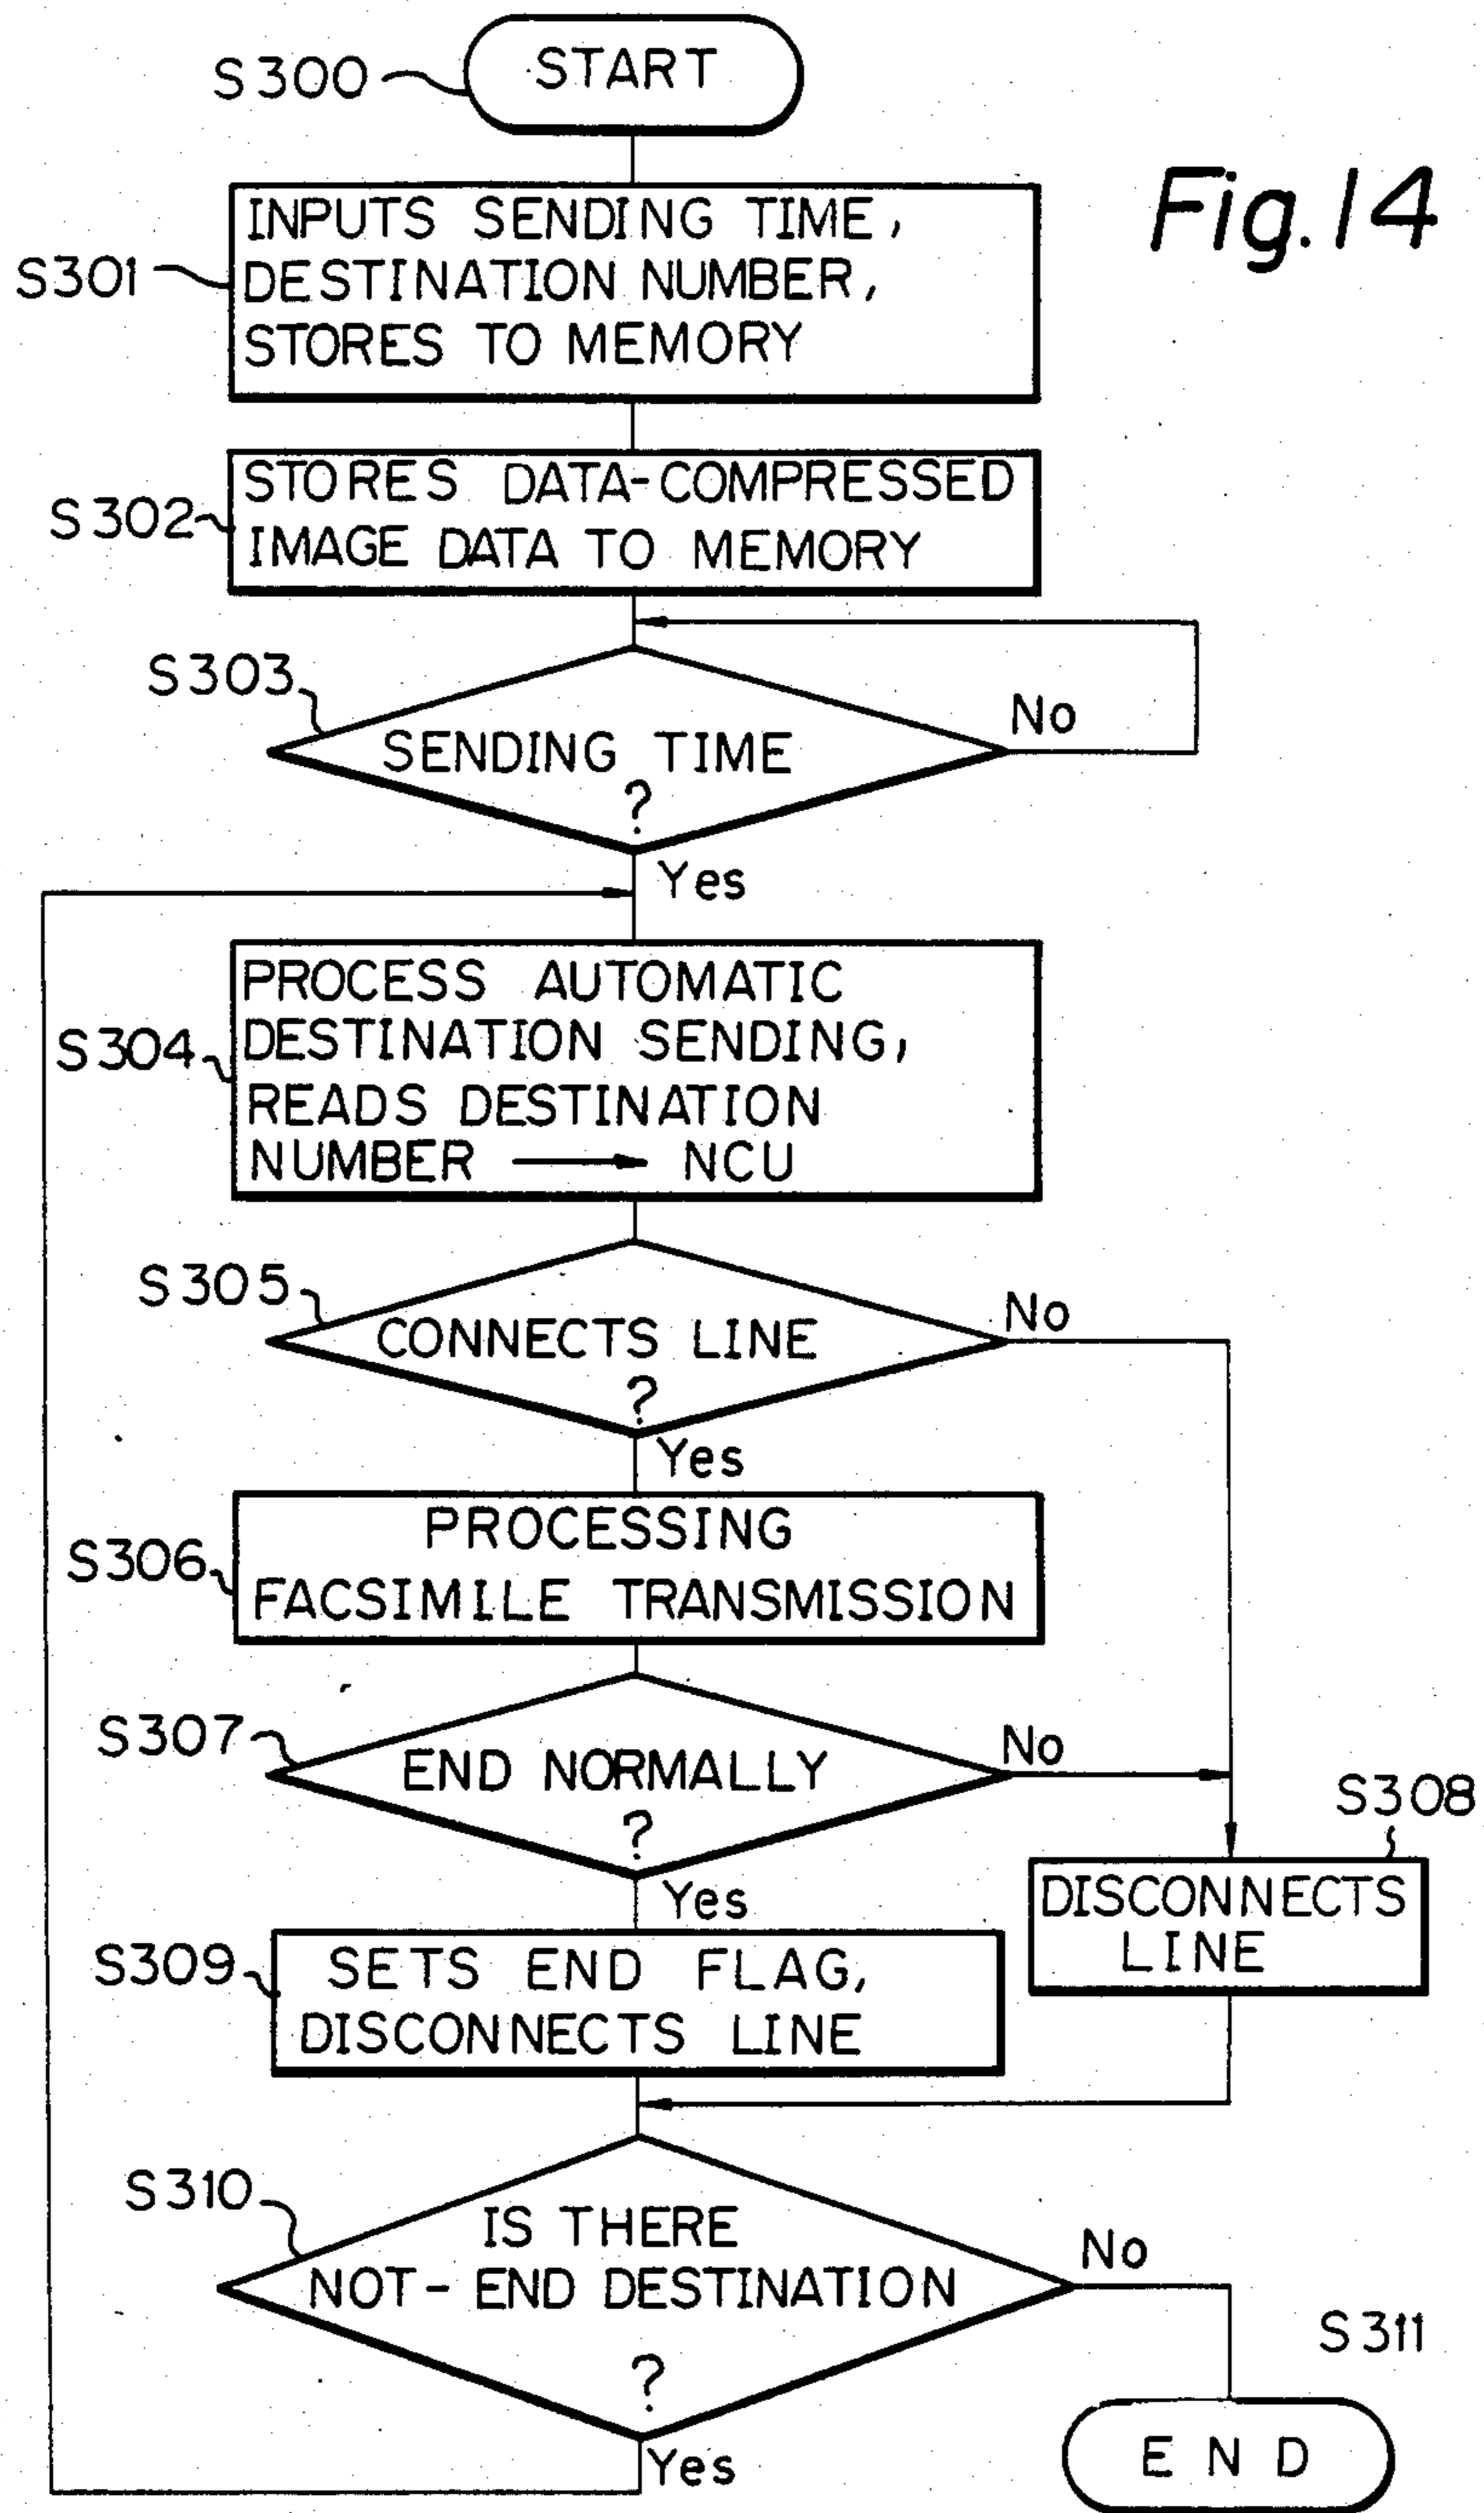 S300
START
Fig.14
S301
INPUTS SENDING TIME,
DESTINATION NUMBER,
STORES TO MEMORY
S302
STORES DATA-COMPRESSED
IMAGE DATA TO MEMORY
S303
SENDING TIME
?
No
Yes
S304
PROCESS AUTOMATIC
DESTINATION SENDING,
READS DESTINATION
NUMBER → NCU
S305
CONNECTS LINE
?
No
Yes
S306
PROCESSING
FACSIMILE TRANSMISSION
S307
END NORMALLY
?
No
Yes
S308
DISCONNECTS
LINE
S309
SETS END FLAG,
DISCONNECTS LINE
S310
IS THERE
NOT-END DESTINATION
?
No
Yes
S311
END